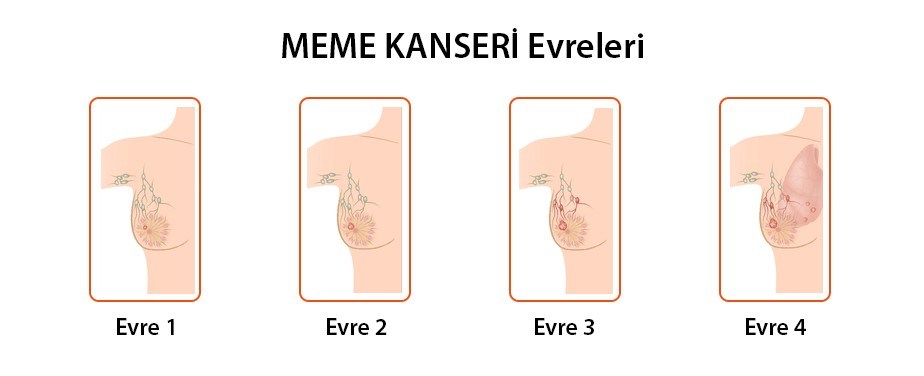 MEME KANSERİ Evreleri
Evre 1
Evre 2
Evre 3
Evre 4